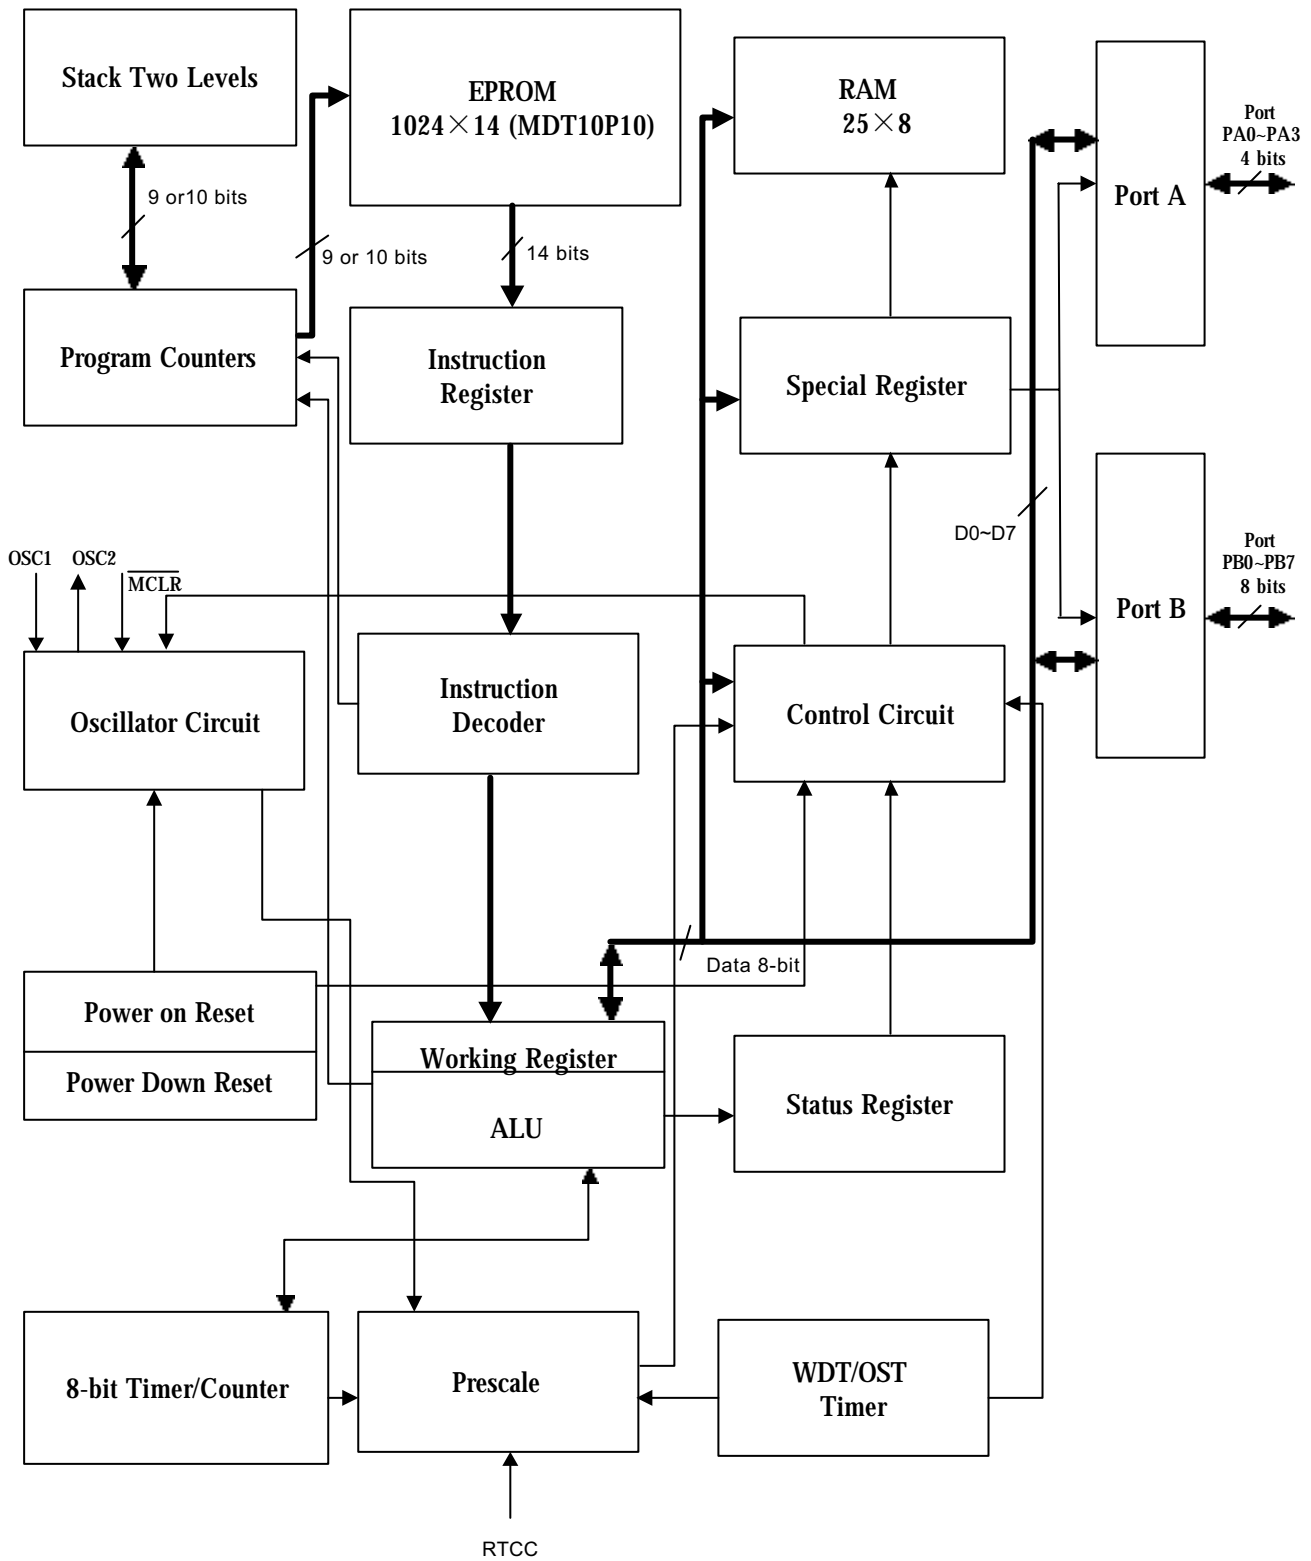 Stack Two Levels
EPROM
1024×14 (MDT10P10)
RAM
25×8
Port
PA0~PA3
4 bits
Port A
9 or10 bits
9 or 10 bits
14 bits
Program Counters
Instruction
Register
Special Register
D0~D7
OSC1
OSC2
MCLR
Port
PB0~PB7
8 bits
Port B
Oscillator Circuit
Instruction
Decoder
Control Circuit
Data 8-bit
Power on Reset
Power Down Reset
Working Register
ALU
Status Register
8-bit Timer/Counter
Prescale
WDT/OST
Timer
RTCC